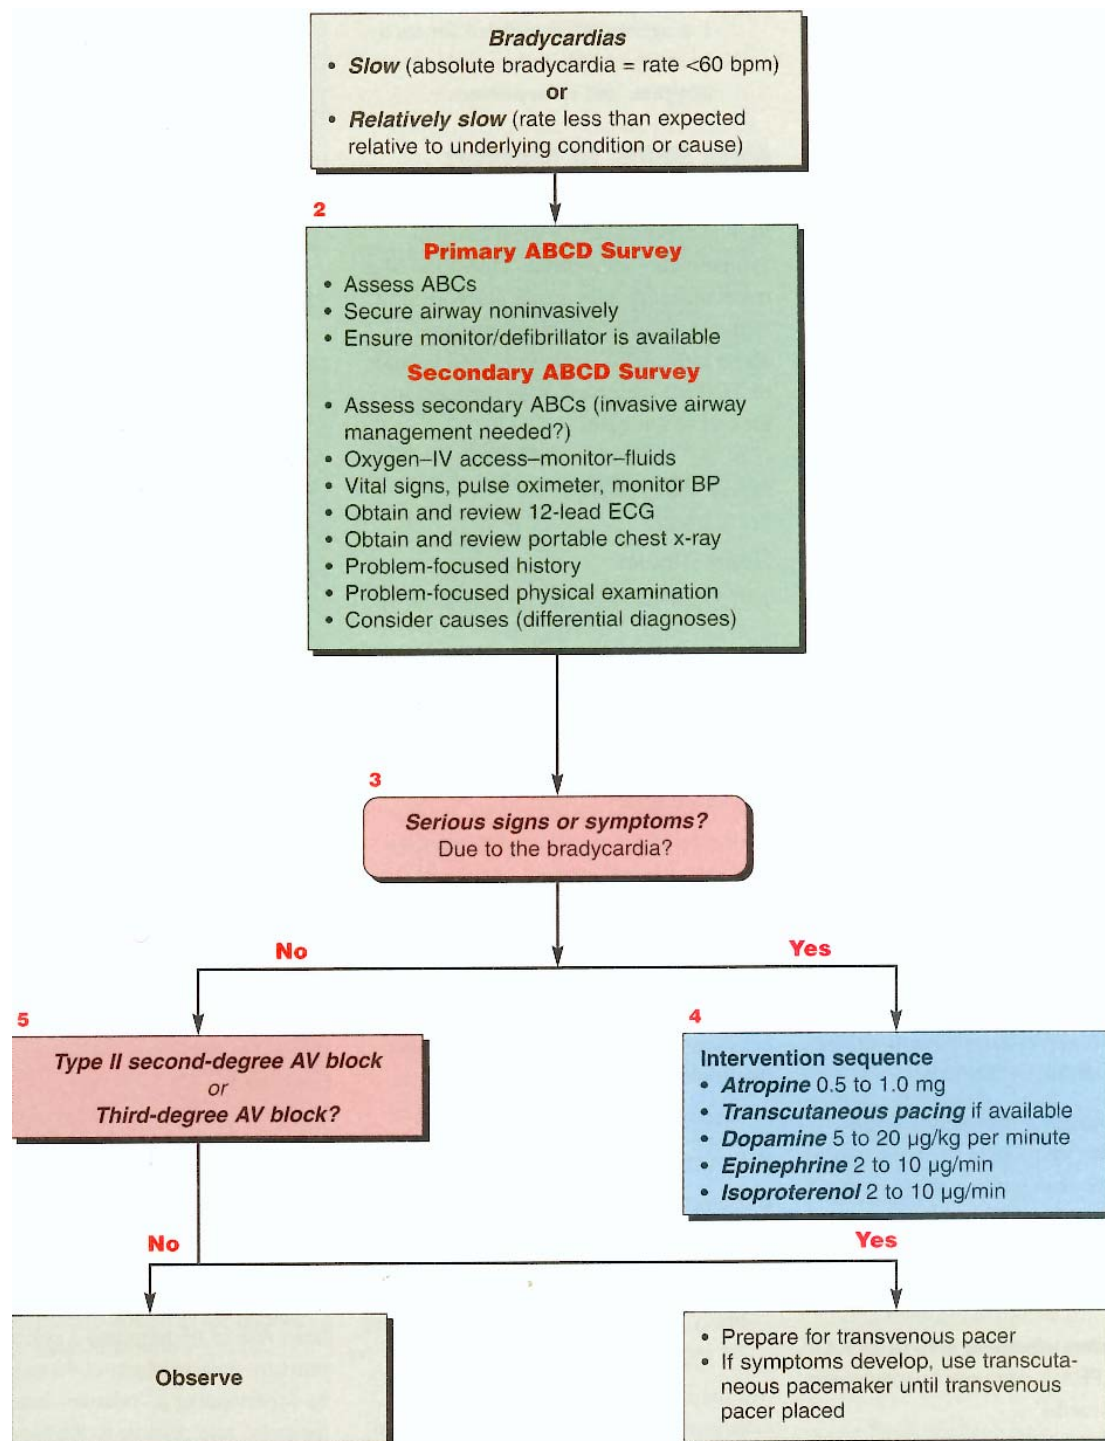 Bradycardias
• Slow (absolute bradycardia = rate <60 bpm)
or
• Relatively slow (rate less than expected
relative to underlying condition or cause)
2
Primary ABCD Survey
• Assess ABCs
• Secure airway noninvasively
• Ensure monitor/defibrillator is available
Secondary ABCD Survey
• Assess secondary ABCs (invasive airway
management needed?)
• Oxygen–IV access–monitor–fluids
• Vital signs, pulse oximeter, monitor BP
• Obtain and review 12-lead ECG
• Obtain and review portable chest x-ray
• Problem-focused history
• Problem-focused physical examination
• Consider causes (differential diagnoses)
3
Serious signs or symptoms?
Due to the bradycardia?
No
Yes
5
Type II second-degree AV block
or
Third-degree AV block?
4
Intervention sequence
• Atropine 0.5 to 1.0 mg
• Transcutaneous pacing if available
• Dopamine 5 to 20 µg/kg per minute
• Epinephrine 2 to 10 µg/min
• Isoproterenol 2 to 10 µg/min
No
Yes
Observe
• Prepare for transvenous pacer
• If symptoms develop, use transcuta-
neous pacemaker until transvenous
pacer placed